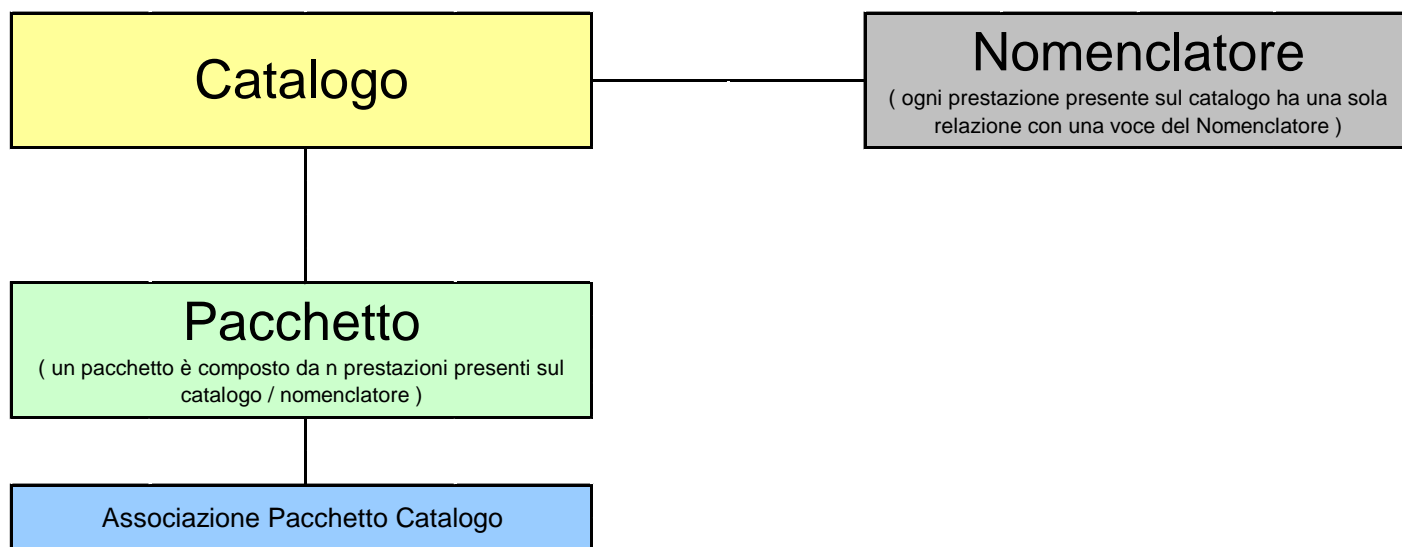 Catalogo
Nomenclatore
( ogni prestazione presente sul catalogo ha una sola
relazione con una voce del Nomenclatore )
Pacchetto
( un pacchetto è composto da n prestazioni presenti sul
catalogo / nomenclatore )
Associazione Pacchetto Catalogo